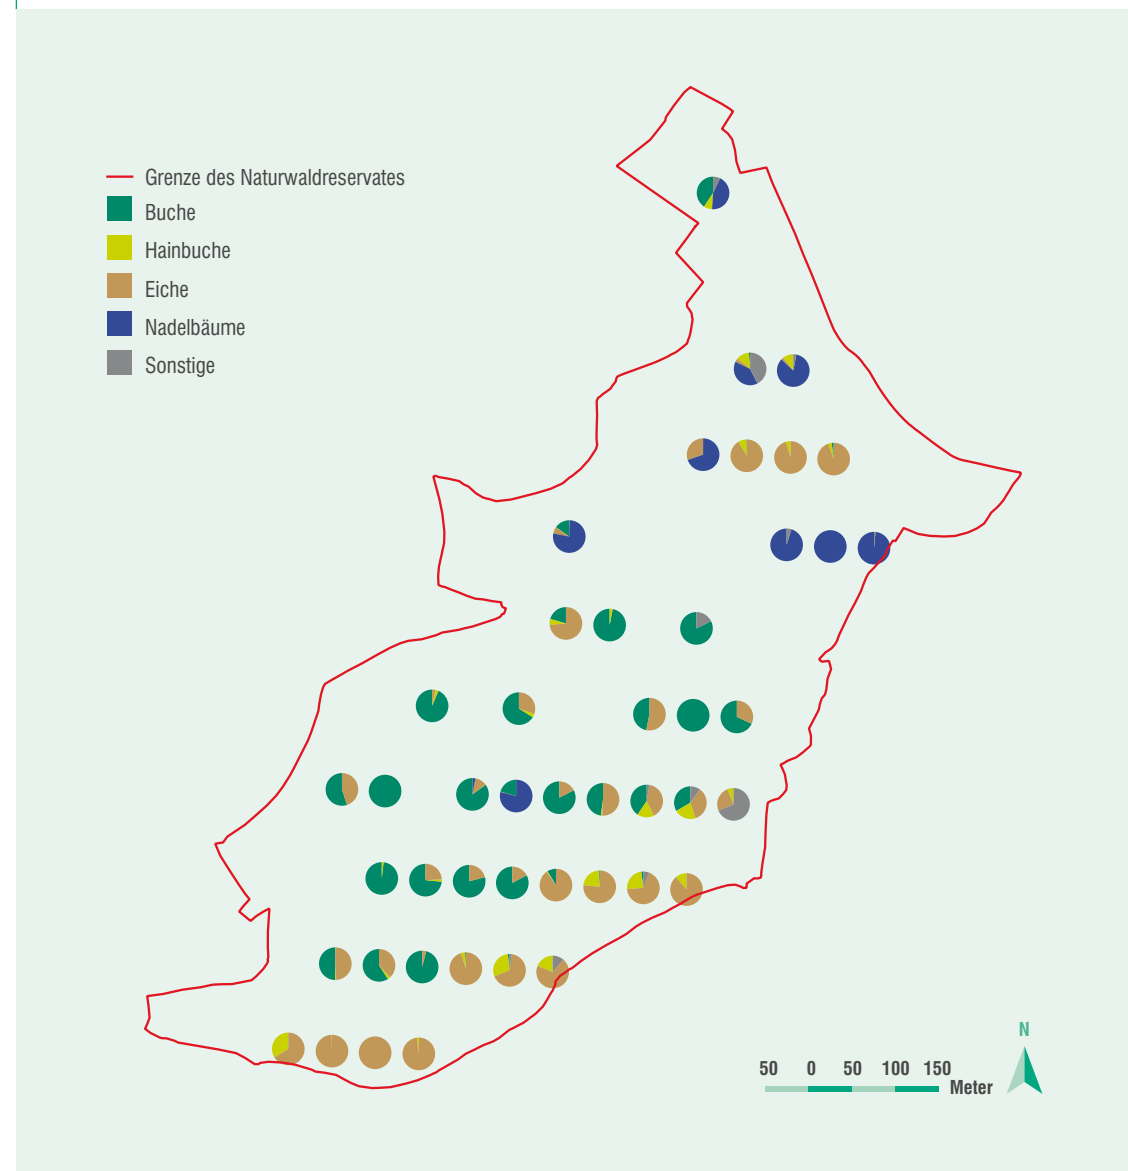 Grenze des Naturwaldreservates
Buche
Hainbuche
Eiche
Nadelbäume
Sonstige
N
50 0 50 100 150
Meter